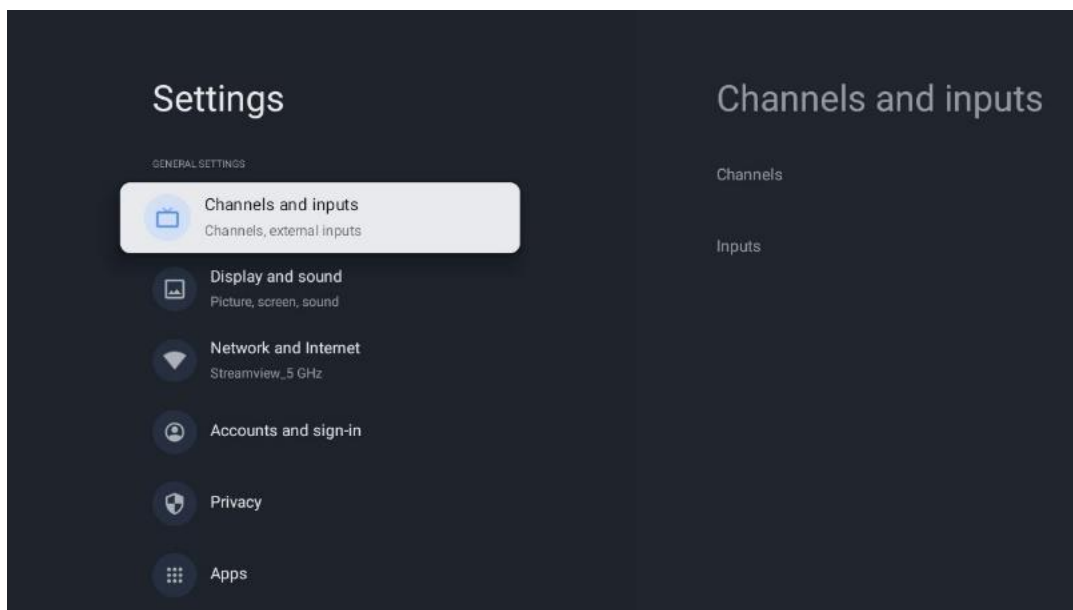 Settings
GENERAL SETTINGS
Channels and inputs
Channels, external inputs
Display and sound
Picture, screen, sound
Network and Internet
Streamview_5 GHz
Accounts and sign-in
Privacy
Apps
Channels and inputs
Channels
Inputs